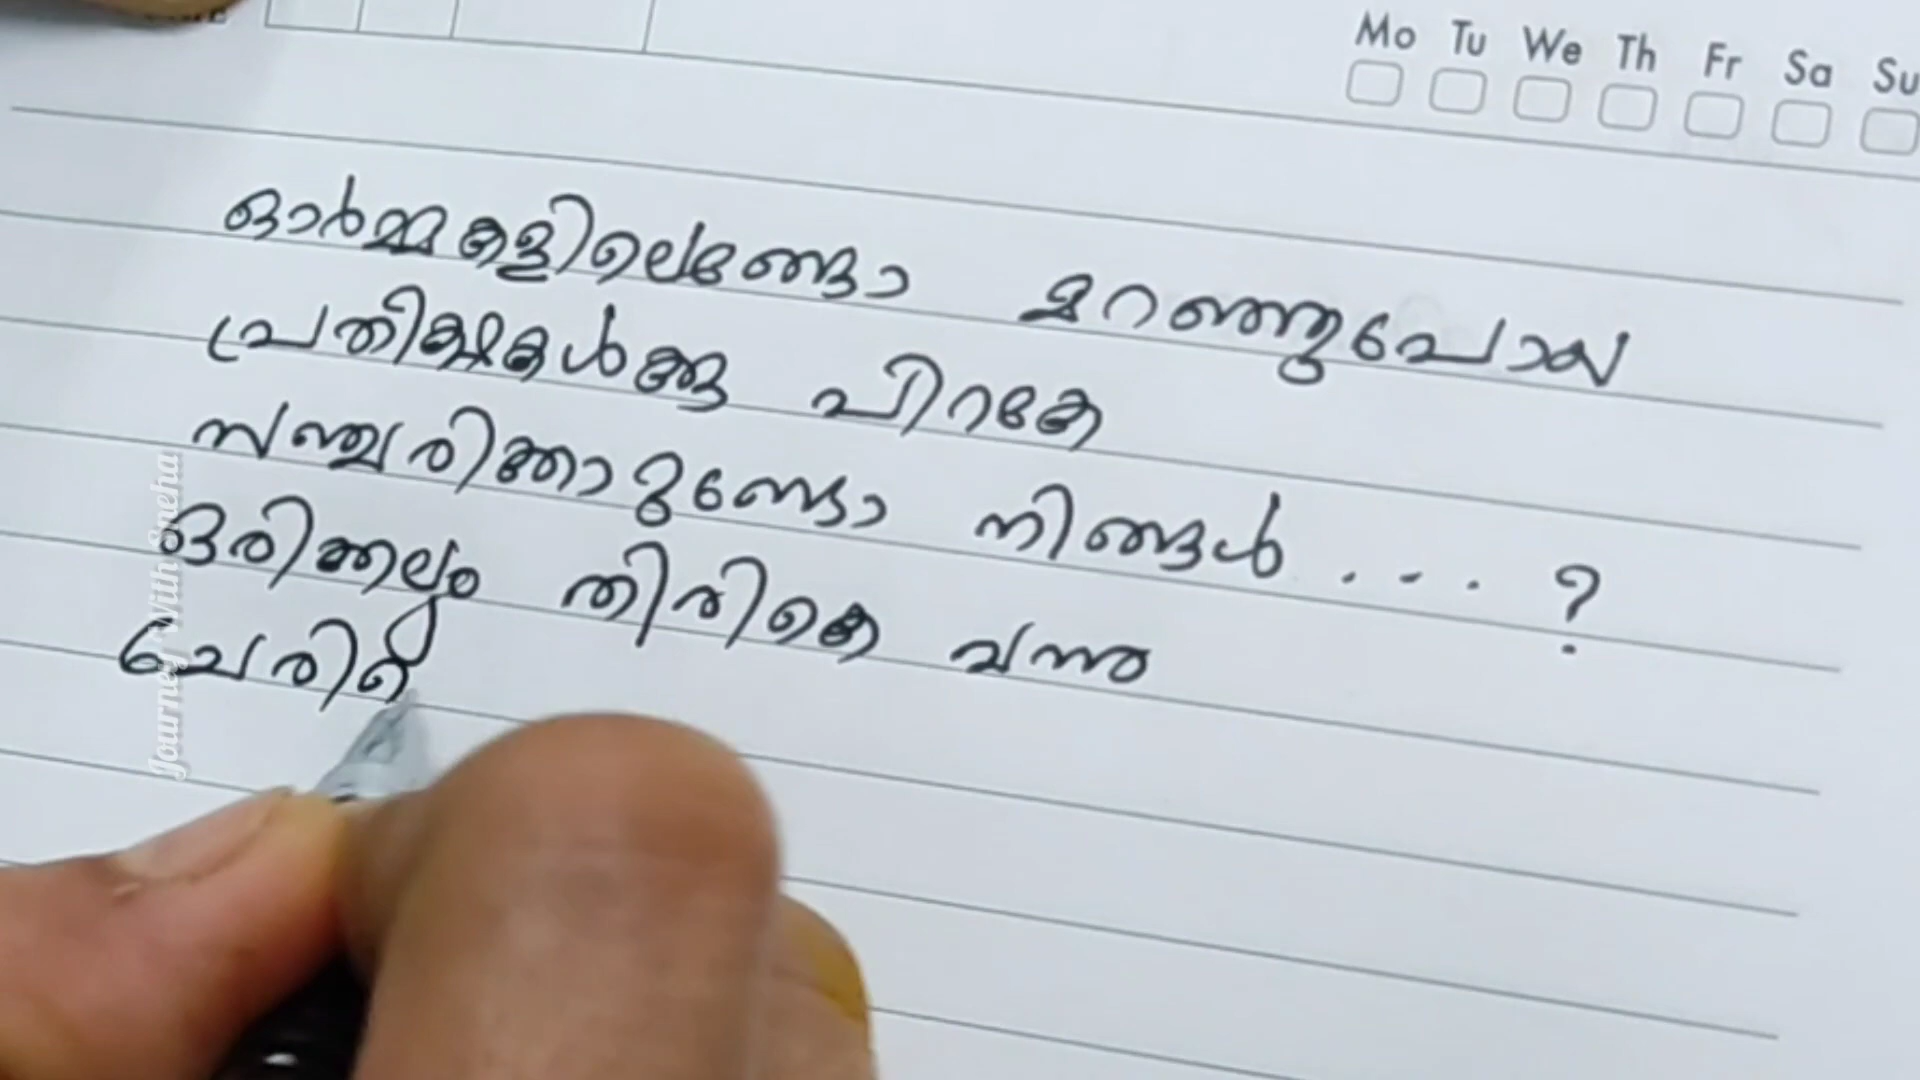 Mo Tu We Th Fr Sa Su
ഓർമ്മകളിലെങ്ങോ മറഞ്ഞുപോയ
പ്രതീക്ഷകൾക്കു പിറകേ
സഞ്ചരിക്കാറുണ്ടോ നിങ്ങൾ . . . ?
ഒരിക്കലും തിരികെ വന്നു
Journey With Sneha